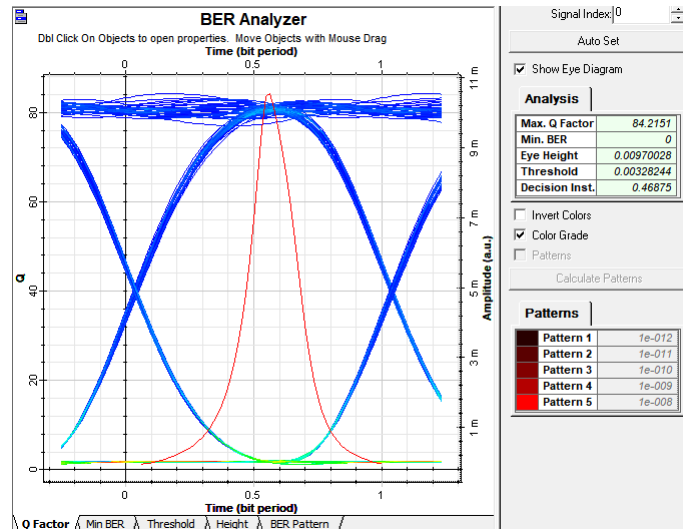 BER Analyzer
Dbl Click On Objects to open properties. Move Objects with Mouse Drag
Time (bit period)
0 0.5 1
80
60
40
20
0
Q
11 m
9 m
7 m
5 m
3 m
1 m
Amplitude (a.u.)
0 0.5 1
Time (bit period)
Q Factor Min BER Threshold Height BER Pattern
Signal Index: 0
Auto Set
Show Eye Diagram
Analysis
Max. Q Factor 84.2151
Min. BER 0
Eye Height 0.00970028
Threshold 0.00328244
Decision Inst. 0.46875
Invert Colors
Color Grade
Patterns
Calculate Patterns
Patterns
Pattern 1 1e-012
Pattern 2 1e-011
Pattern 3 1e-010
Pattern 4 1e-009
Pattern 5 1e-008